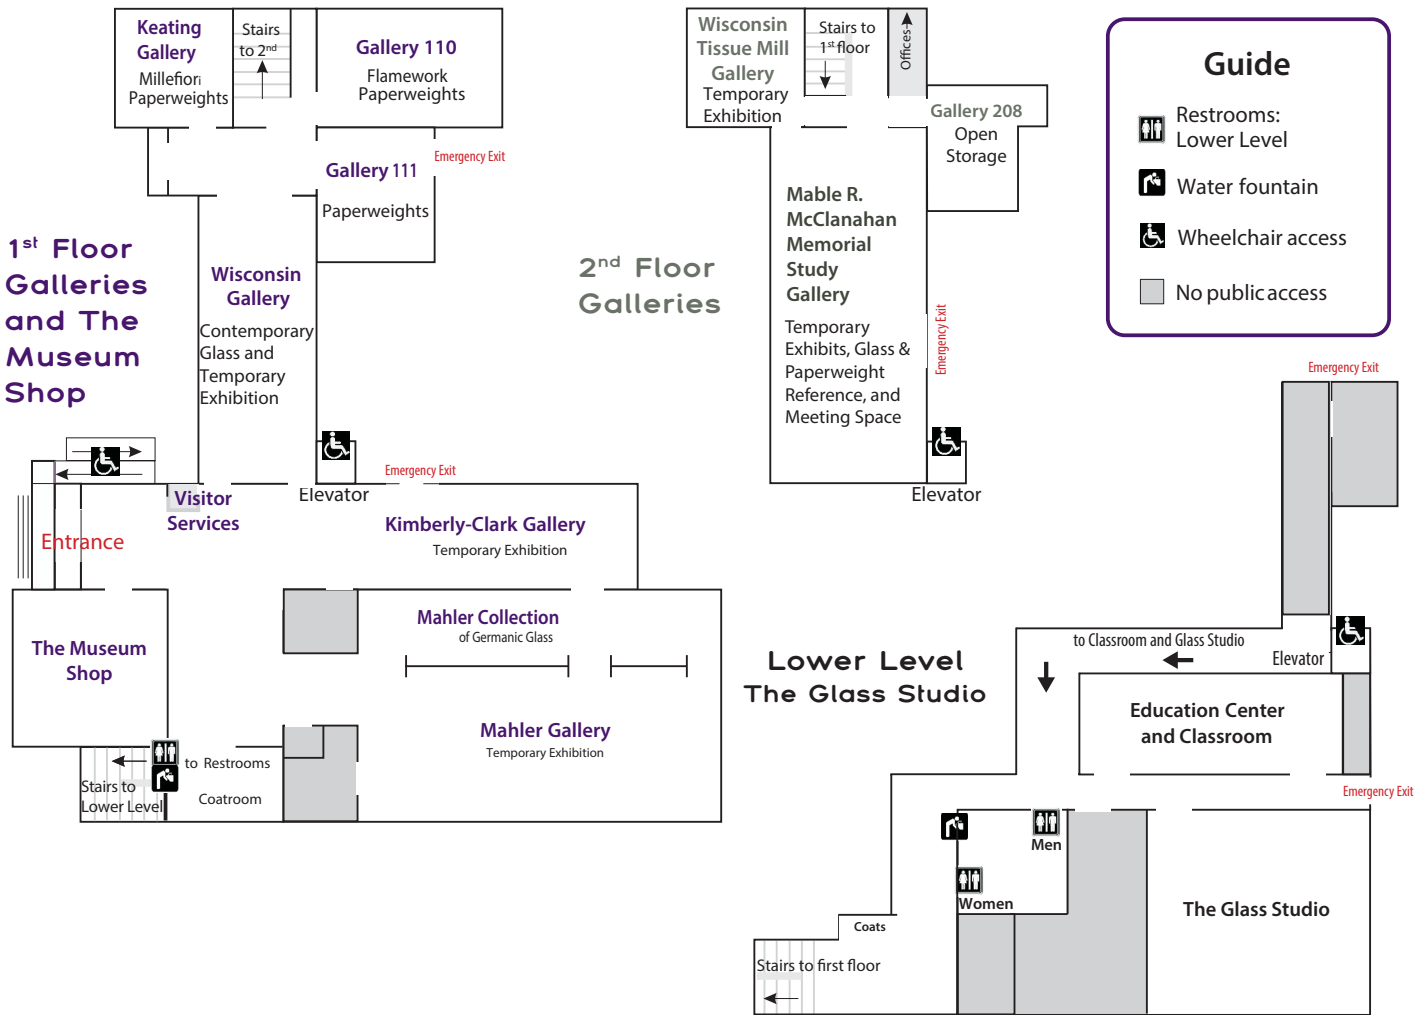 Keating
Gallery
Millefiori
Paperweights
Stairs
to 2nd
Gallery 110
Flamework
Paperweights
Gallery 111
Paperweights
Emergency Exit
1st Floor
Galleries
and The
Museum
Shop
Wisconsin
Gallery
Contemporary
Glass and
Temporary
Exhibition
Elevator
Emergency Exit
Visitor
Services
Entrance
Kimberly-Clark Gallery
Temporary Exhibition
Mahler Collection
of Germanic Glass
The Museum
Shop
Mahler Gallery
Temporary Exhibition
to Restrooms
Coatroom
Stairs to
Lower Level
Wisconsin
Tissue Mill
Gallery
Temporary
Exhibition
Stairs to
1st floor
Offices
Gallery 208
Open
Storage
2nd Floor
Galleries
Mable R.
McClanahan
Memorial
Study
Gallery
Temporary
Exhibits, Glass &
Paperweight
Reference, and
Meeting Space
Emergency Exit
Elevator
Guide
Restrooms:
Lower Level
Water fountain
Wheelchair access
No public access
Emergency Exit
Lower Level
The Glass Studio
to Classroom and Glass Studio
Elevator
Education Center
and Classroom
Emergency Exit
Men
Women
The Glass Studio
Coats
Stairs to first floor